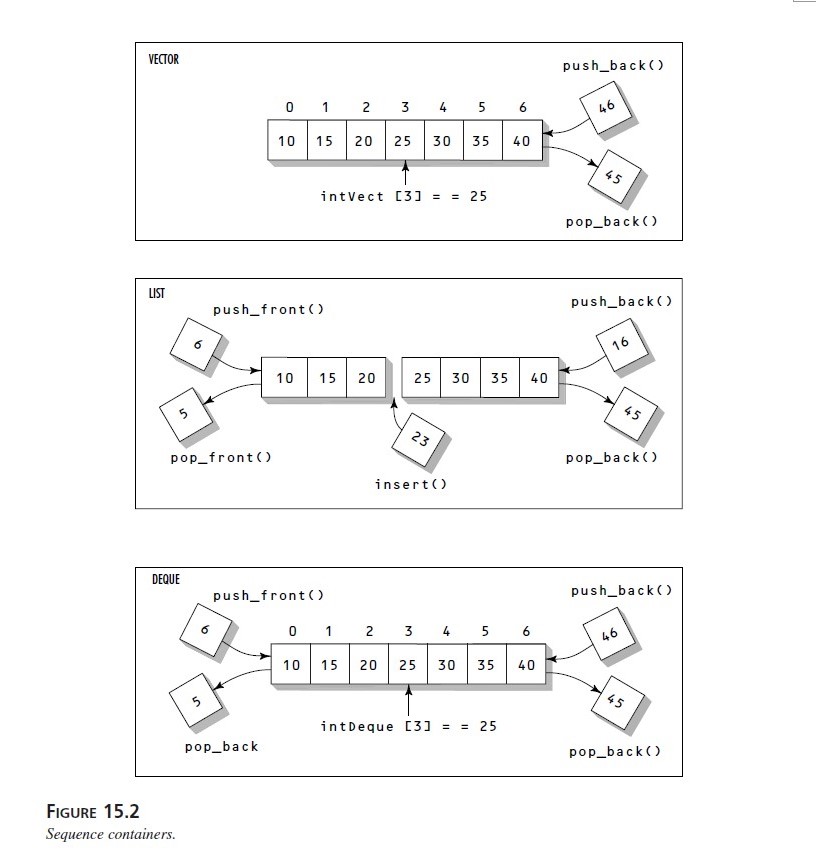 VECTOR
push_back()
46
0 1 2 3 4 5 6
10 15 20 25 30 35 40
45
intVect [3] = = 25
pop_back()
LIST
push_front()
push_back()
6
16
10 15 20 25 30 35 40
5
45
23
pop_front()
pop_back()
insert()
DEQUE
push_front()
push_back()
6
46
0 1 2 3 4 5 6
10 15 20 25 30 35 40
5
45
intDeque [3] = = 25
pop_back
pop_back()
FIGURE 15.2
Sequence containers.